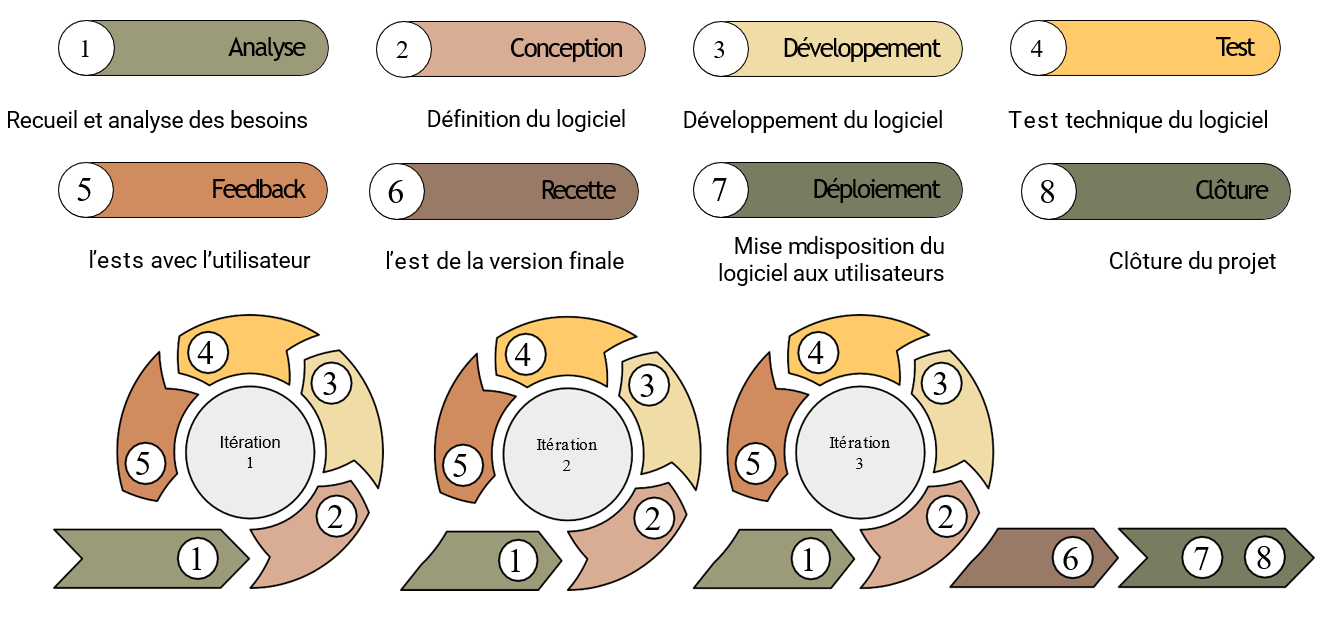 1 Analyse
2 Conception
3 Développement
4 Test
Recueil et analyse des besoins
Définition du logiciel
Développement du logiciel
Test technique du logiciel
5 Feedback
6 Recette
7 Déploiement
8 Clôture
l'ests avec l'utilisateur
l'est de la version finale
Mise mdisposition du
logiciel aux utilisateurs
Clôture du projet
4
3
5
Itération
1
2
1
4
3
5
Itération
2
2
1
4
3
5
Itération
3
2
1
6
7
8